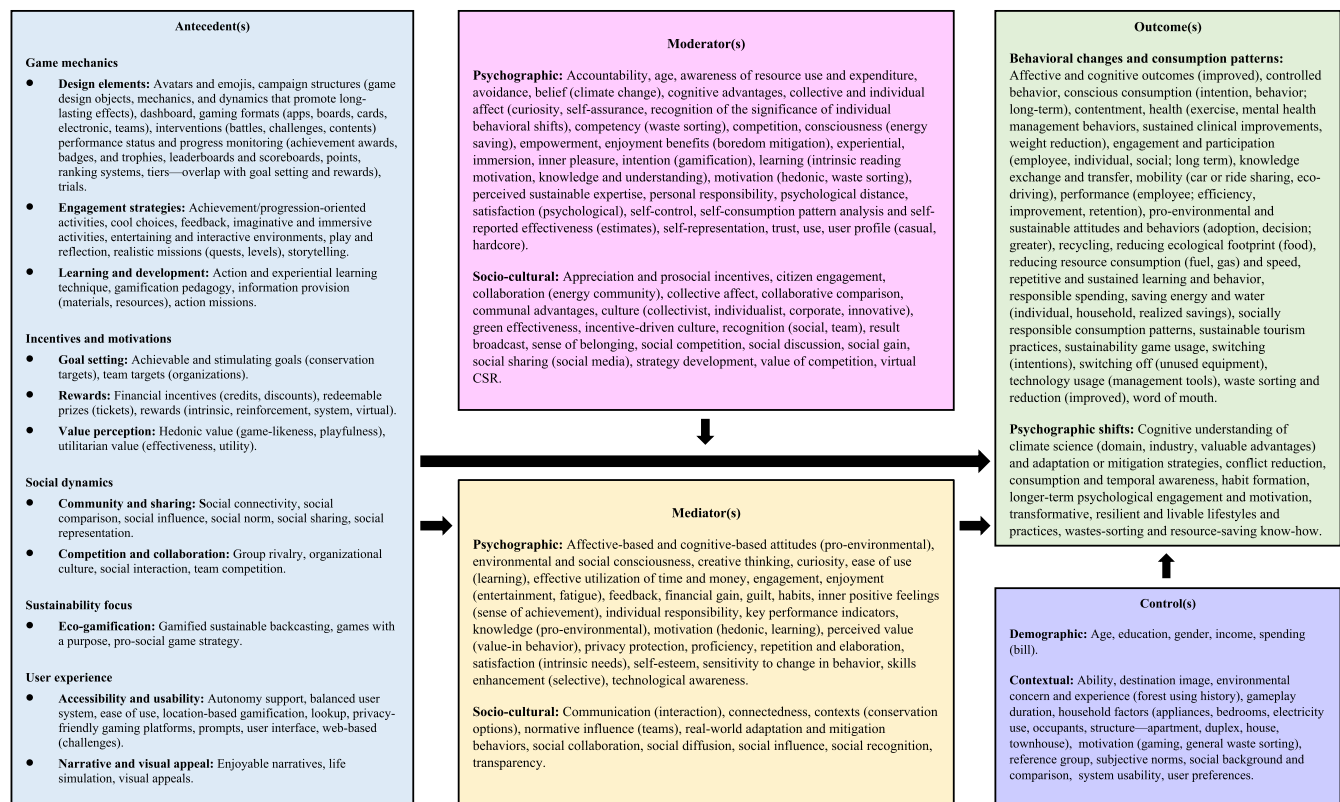 Antecedent(s)
Game mechanics
● Design elements: Avatars and emojis, campaign structures (game
design objects, mechanics, and dynamics that promote long-
lasting effects), dashboard, gaming formats (apps, boards, cards,
electronic, teams), interventions (battles, challenges, contents)
performance status and progress monitoring (achievement awards,
badges, and trophies, leaderboards and scoreboards, points,
ranking systems, tiers—overlap with goal setting and rewards),
trials.
● Engagement strategies: Achievement/progression-oriented
activities, cool choices, feedback, imaginative and immersive
activities, entertaining and interactive environments, play and
reflection, realistic missions (quests, levels), storytelling.
● Learning and development: Action and experiential learning
technique, gamification pedagogy, information provision
(materials, resources), action missions.
Incentives and motivations
● Goal setting: Achievable and stimulating goals (conservation
targets), team targets (organizations).
● Rewards: Financial incentives (credits, discounts), redeemable
prizes (tickets), rewards (intrinsic, reinforcement, system, virtual).
● Value perception: Hedonic value (game-likeness, playfulness),
utilitarian value (effectiveness, utility).
Social dynamics
● Community and sharing: Social connectivity, social
comparison, social influence, social norm, social sharing, social
representation.
● Competition and collaboration: Group rivalry, organizational
culture, social interaction, team competition.
Sustainability focus
● Eco-gamification: Gamified sustainable backcasting, games with
a purpose, pro-social game strategy.
User experience
● Accessibility and usability: Autonomy support, balanced user
system, ease of use, location-based gamification, lookup, privacy-
friendly gaming platforms, prompts, user interface, web-based
(challenges).
● Narrative and visual appeal: Enjoyable narratives, life
simulation, visual appeals.
Moderator(s)
Psychographic: Accountability, age, awareness of resource use and expenditure,
avoidance, belief (climate change), cognitive advantages, collective and individual
affect (curiosity, self-assurance, recognition of the significance of individual
behavioral shifts), competency (waste sorting), competition, consciousness (energy
saving), empowerment, enjoyment benefits (boredom mitigation), experiential,
immersion, inner pleasure, intention (gamification), learning (intrinsic reading
motivation, knowledge and understanding), motivation (hedonic, waste sorting),
perceived sustainable expertise, personal responsibility, psychological distance,
satisfaction (psychological), self-control, self-consumption pattern analysis and self-
reported effectiveness (estimates), self-representation, trust, use, user profile (casual,
hardcore).
Socio-cultural: Appreciation and prosocial incentives, citizen engagement,
collaboration (energy community), collective affect, collaborative comparison,
communal advantages, culture (collectivist, individualist, corporate, innovative),
green effectiveness, incentive-driven culture, recognition (social, team), result
broadcast, sense of belonging, social competition, social discussion, social gain,
social sharing (social media), strategy development, value of competition, virtual
CSR.
Mediator(s)
Psychographic: Affective-based and cognitive-based attitudes (pro-environmental),
environmental and social consciousness, creative thinking, curiosity, ease of use
(learning), effective utilization of time and money, engagement, enjoyment
(entertainment, fatigue), feedback, financial gain, guilt, habits, inner positive feelings
(sense of achievement), individual responsibility, key performance indicators,
knowledge (pro-environmental), motivation (hedonic, learning), perceived value
(value-in behavior), privacy protection, proficiency, repetition and elaboration,
satisfaction (intrinsic needs), self-esteem, sensitivity to change in behavior, skills
enhancement (selective), technological awareness.
Socio-cultural: Communication (interaction), connectedness, contexts (conservation
options), normative influence (teams), real-world adaptation and mitigation
behaviors, social collaboration, social diffusion, social influence, social recognition,
transparency.
Outcome(s)
Behavioral changes and consumption patterns:
Affective and cognitive outcomes (improved), controlled
behavior, conscious consumption (intention, behavior;
long-term), contentment, health (exercise, mental health
management behaviors, sustained clinical improvements,
weight reduction), engagement and participation
(employee, individual, social; long term), knowledge
exchange and transfer, mobility (car or ride sharing, eco-
driving), performance (employee; efficiency,
improvement, retention), pro-environmental and
sustainable attitudes and behaviors (adoption, decision;
greater), recycling, reducing ecological footprint (food),
reducing resource consumption (fuel, gas) and speed,
repetitive and sustained learning and behavior,
responsible spending, saving energy and water
(individual, household, realized savings), socially
responsible consumption patterns, sustainable tourism
practices, sustainability game usage, switching
(intentions), switching off (unused equipment),
technology usage (management tools), waste sorting and
reduction (improved), word of mouth.
Psychographic shifts: Cognitive understanding of
climate science (domain, industry, valuable advantages)
and adaptation or mitigation strategies, conflict reduction,
consumption and temporal awareness, habit formation,
longer-term psychological engagement and motivation,
transformative, resilient and livable lifestyles and
practices, wastes-sorting and resource-saving know-how.
Control(s)
Demographic: Age, education, gender, income, spending
(bill).
Contextual: Ability, destination image, environmental
concern and experience (forest using history), gameplay
duration, household factors (appliances, bedrooms, electricity
use, occupants, structure—apartment, duplex, house,
townhouse), motivation (gaming, general waste sorting),
reference group, subjective norms, social background and
comparison, system usability, user preferences.